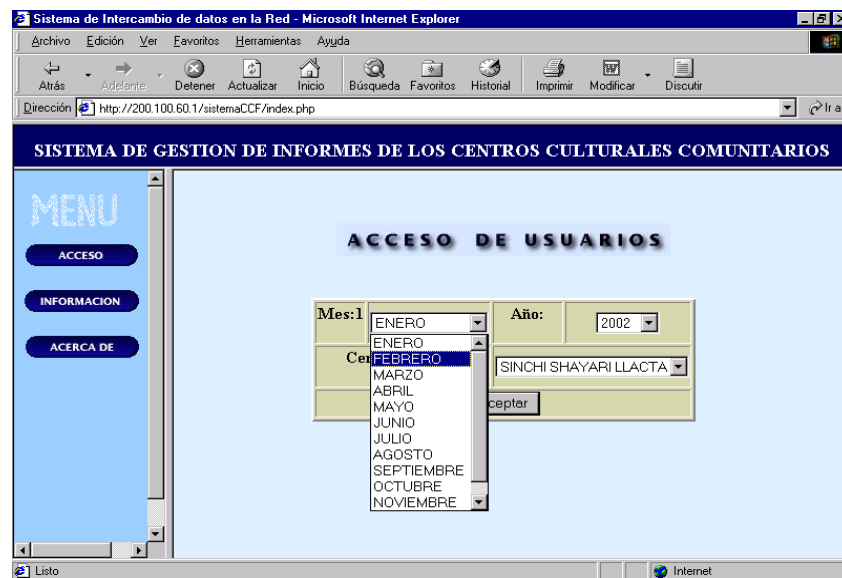 Sistema de Intercambio de datos en la Red - Microsoft Internet Explorer
Archivo Edición Ver Favoritos Herramientas Ayuda
Atrás Adelante Detener Actualizar Inicio Búsqueda Favoritos Historial Imprimir Modificar Discutir
Dirección http://200.100.60.1/sistemaCCF/index.php Ir a
SISTEMA DE GESTION DE INFORMES DE LOS CENTROS CULTURALES COMUNITARIOS
MENU
ACCESO
INFORMACION
ACERCA DE
ACCESO DE USUARIOS
Mes:1 ENERO Año: 2002
ENERO
FEBRERO
MARZO
ABRIL
MAYO
JUNIO
JULIO
AGOSTO
SEPTIEMBRE
OCTUBRE
NOVIEMBRE
Cer SINCHI SHAYARI LLACTA
ceptar
Listo Internet